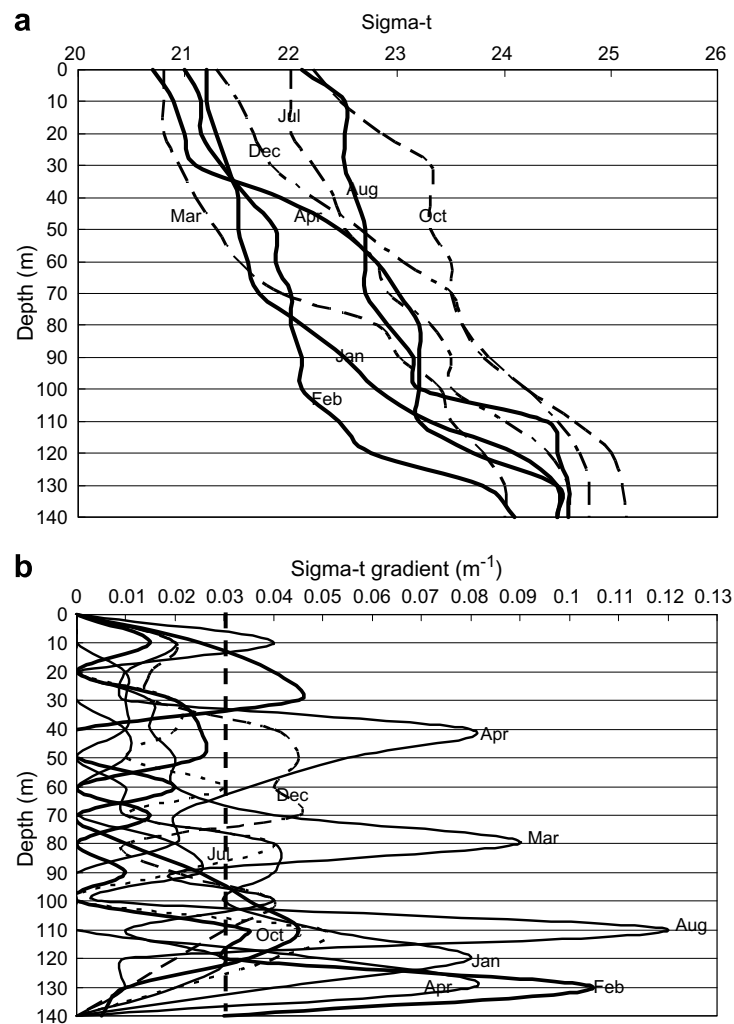 a
Sigma-t
20 21 22 23 24 25 26
0
10
Jul
20
Dec
30
Aug
40
Mar Apr Oct
50
60
70
80
90 Jan
100
Feb
110
120
130
140
Depth (m)
b
Sigma-t gradient (m⁻¹)
0 0.01 0.02 0.03 0.04 0.05 0.06 0.07 0.08 0.09 0.1 0.11 0.12 0.13
0
10
20
30
40 Apr
50
60
Dec
70
80 Mar
Jul
90
100
110 Aug
Oct
120 Jan
130 Apr Feb
140
Depth (m)